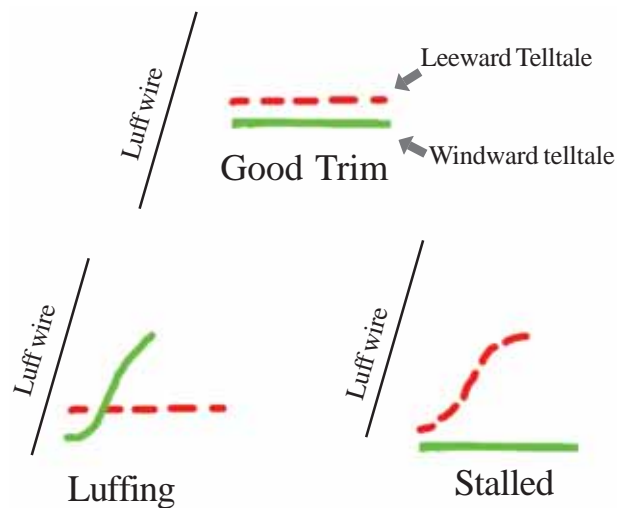 Luff wire
Leeward Telltale
Windward telltale
Good Trim
Luff wire
Luffing
Luff wire
Stalled